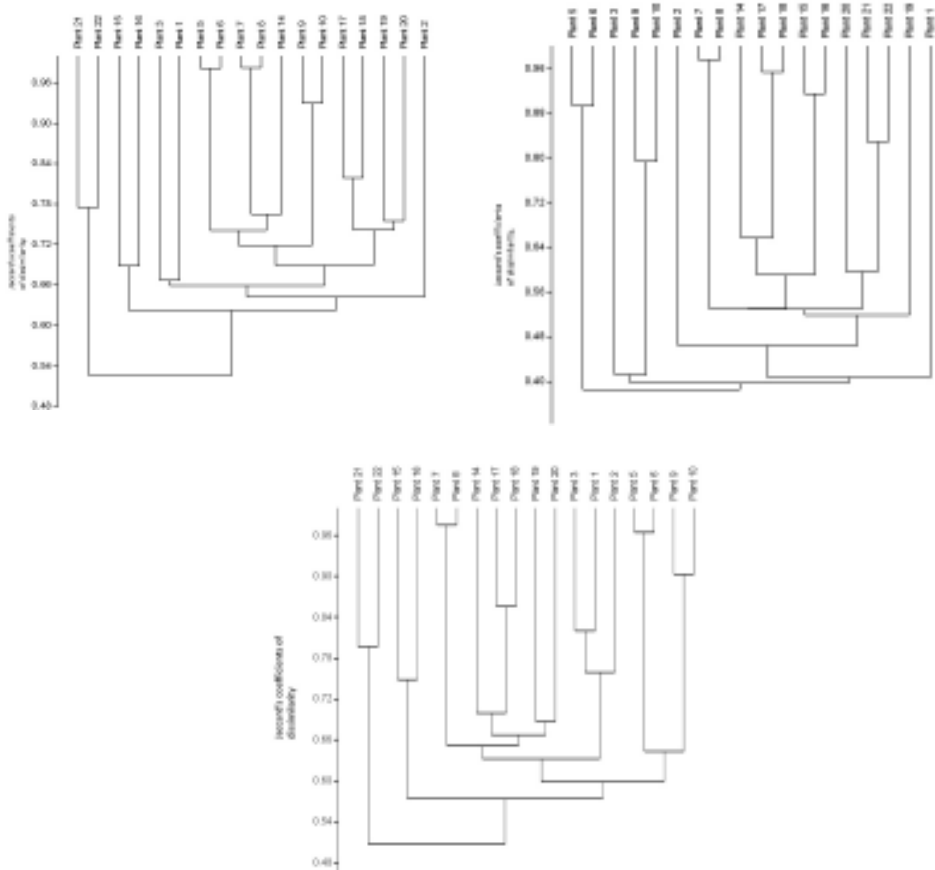 Plant 21
Plant 22
Plant 15
Plant 16
Plant 3
Plant 1
Plant 5
Plant 6
Plant 7
Plant 8
Plant 14
Plant 9
Plant 10
Plant 17
Plant 18
Plant 19
Plant 20
Plant 2
0.96
0.90
0.84
0.78
0.72
0.66
0.60
0.54
0.48
Jaccard's coefficients
of dissimilarity
Plant 5
Plant 6
Plant 3
Plant 9
Plant 10
Plant 2
Plant 7
Plant 8
Plant 14
Plant 17
Plant 18
Plant 15
Plant 16
Plant 20
Plant 21
Plant 22
Plant 19
Plant 1
0.96
0.88
0.80
0.72
0.64
0.56
0.48
0.40
Jaccard's coefficients
of dissimilarity
Plant 21
Plant 22
Plant 15
Plant 16
Plant 7
Plant 8
Plant 14
Plant 17
Plant 18
Plant 19
Plant 20
Plant 3
Plant 1
Plant 2
Plant 5
Plant 6
Plant 9
Plant 10
0.96
0.90
0.84
0.78
0.72
0.66
0.60
0.54
0.48
Jaccard's coefficients of
dissimilarity